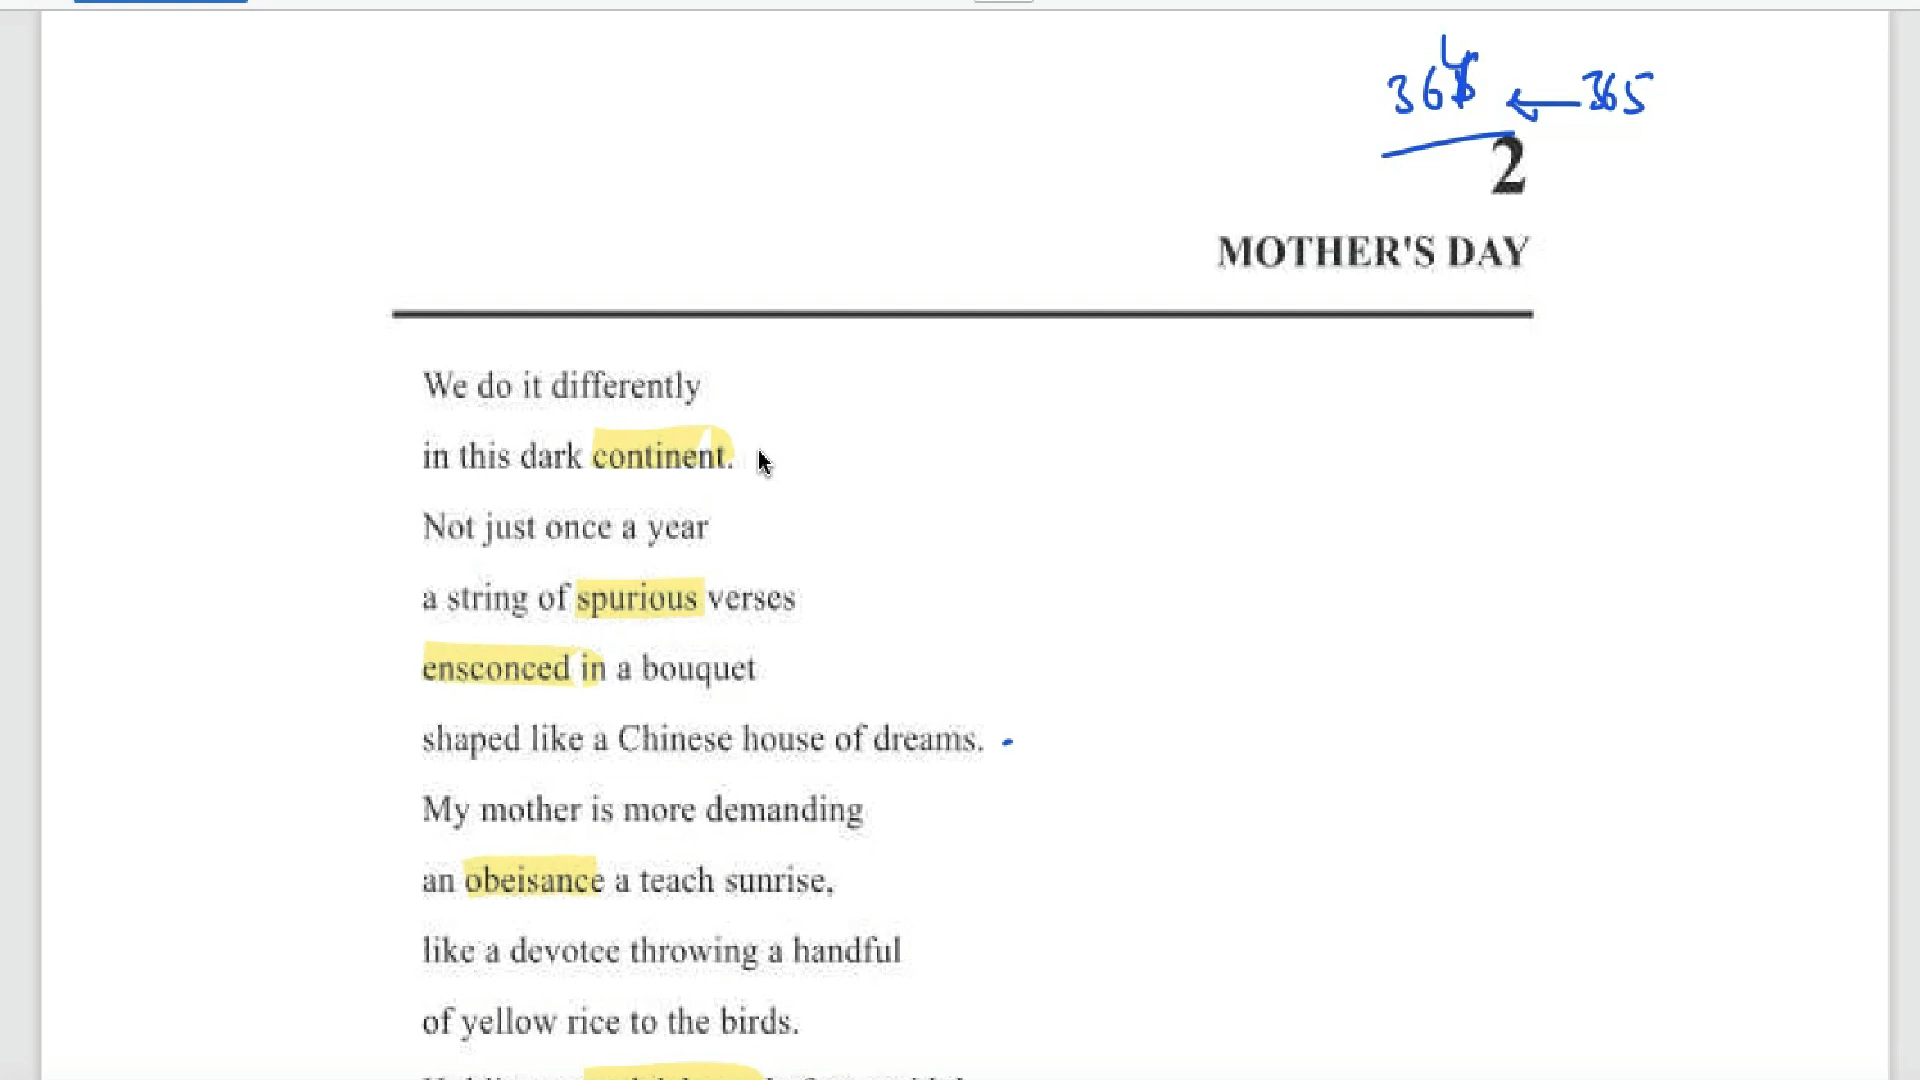 364 ← 365
2
MOTHER'S DAY
We do it differently
in this dark continent.
Not just once a year
a string of spurious verses
ensconced in a bouquet
shaped like a Chinese house of dreams.
My mother is more demanding
an obeisance a teach sunrise,
like a devotee throwing a handful
of yellow rice to the birds.